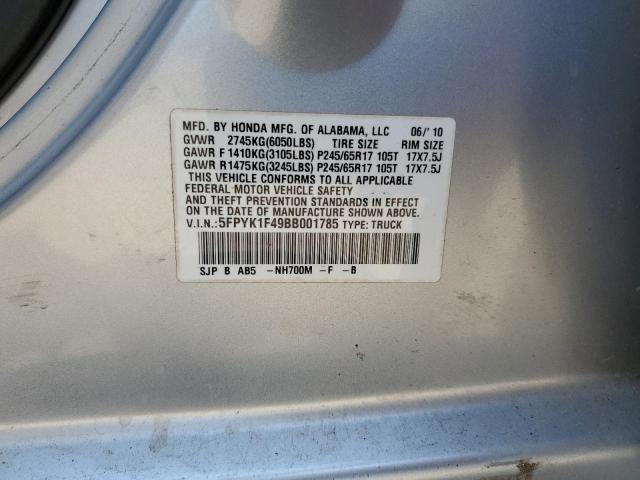 MFD. BY HONDA MFG. OF ALABAMA, LLC 06/'10
GVWR 2745KG(6050LBS) TIRE SIZE RIM SIZE
GAWR F 1410KG(3105LBS) P245/65R17 105T 17X7.5J
GAWR R1475KG(3245LBS) P245/65R17 105T 17X7.5J
THIS VEHICLE CONFORMS TO ALL APPLICABLE
FEDERAL MOTOR VEHICLE SAFETY
AND THEFT PREVENTION STANDARDS IN EFFECT
ON THE DATE OF MANUFACTURE SHOWN ABOVE.
V.I.N.:5FPYK1F49BB001785 TYPE: TRUCK
SJP B AB5 -NH700M -F -B